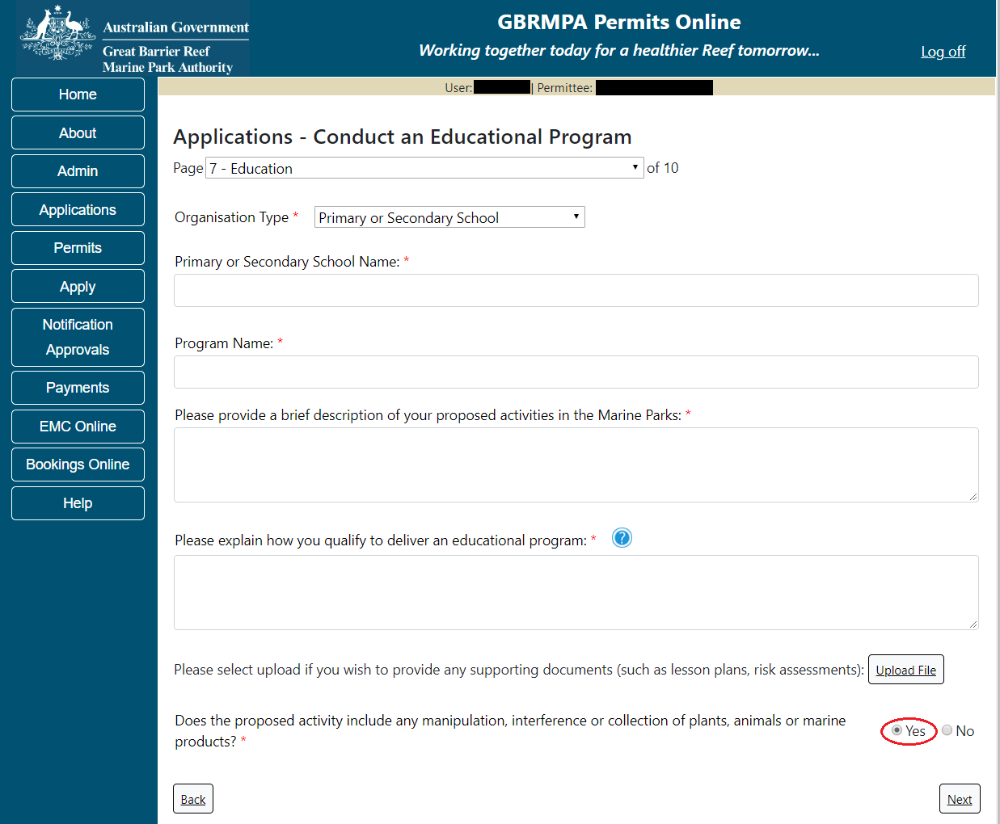 Australian Government
Great Barrier Reef
Marine Park Authority
GBRMPA Permits Online
Working together today for a healthier Reef tomorrow...
Log off
User: | Permittee:
Home
About
Admin
Applications
Permits
Apply
Notification
Approvals
Payments
EMC Online
Bookings Online
Help
Applications - Conduct an Educational Program
Page 7 - Education of 10
Organisation Type * Primary or Secondary School
Primary or Secondary School Name: *
Program Name: *
Please provide a brief description of your proposed activities in the Marine Parks: *
Please explain how you qualify to deliver an educational program: * ?
Please select upload if you wish to provide any supporting documents (such as lesson plans, risk assessments): Upload File
Does the proposed activity include any manipulation, interference or collection of plants, animals or marine
products? *
Yes No
Back
Next